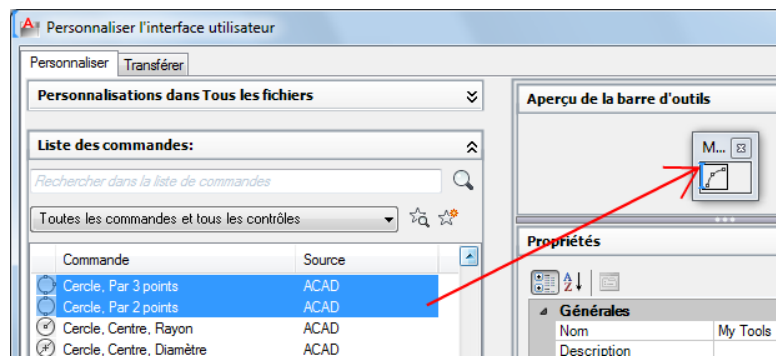 Personnaliser l'interface utilisateur
Personnaliser
Transférer
Personnalisations dans Tous les fichiers
Liste des commandes:
Rechercher dans la liste de commandes
Toutes les commandes et tous les contrôles
Commande Source
Cercle, Par 3 points ACAD
Cercle, Par 2 points ACAD
Cercle, Centre, Rayon ACAD
Cercle, Centre, Diamètre ACAD
Aperçu de la barre d'outils
M...
Propriétés
Générales
Nom My Tools
Description